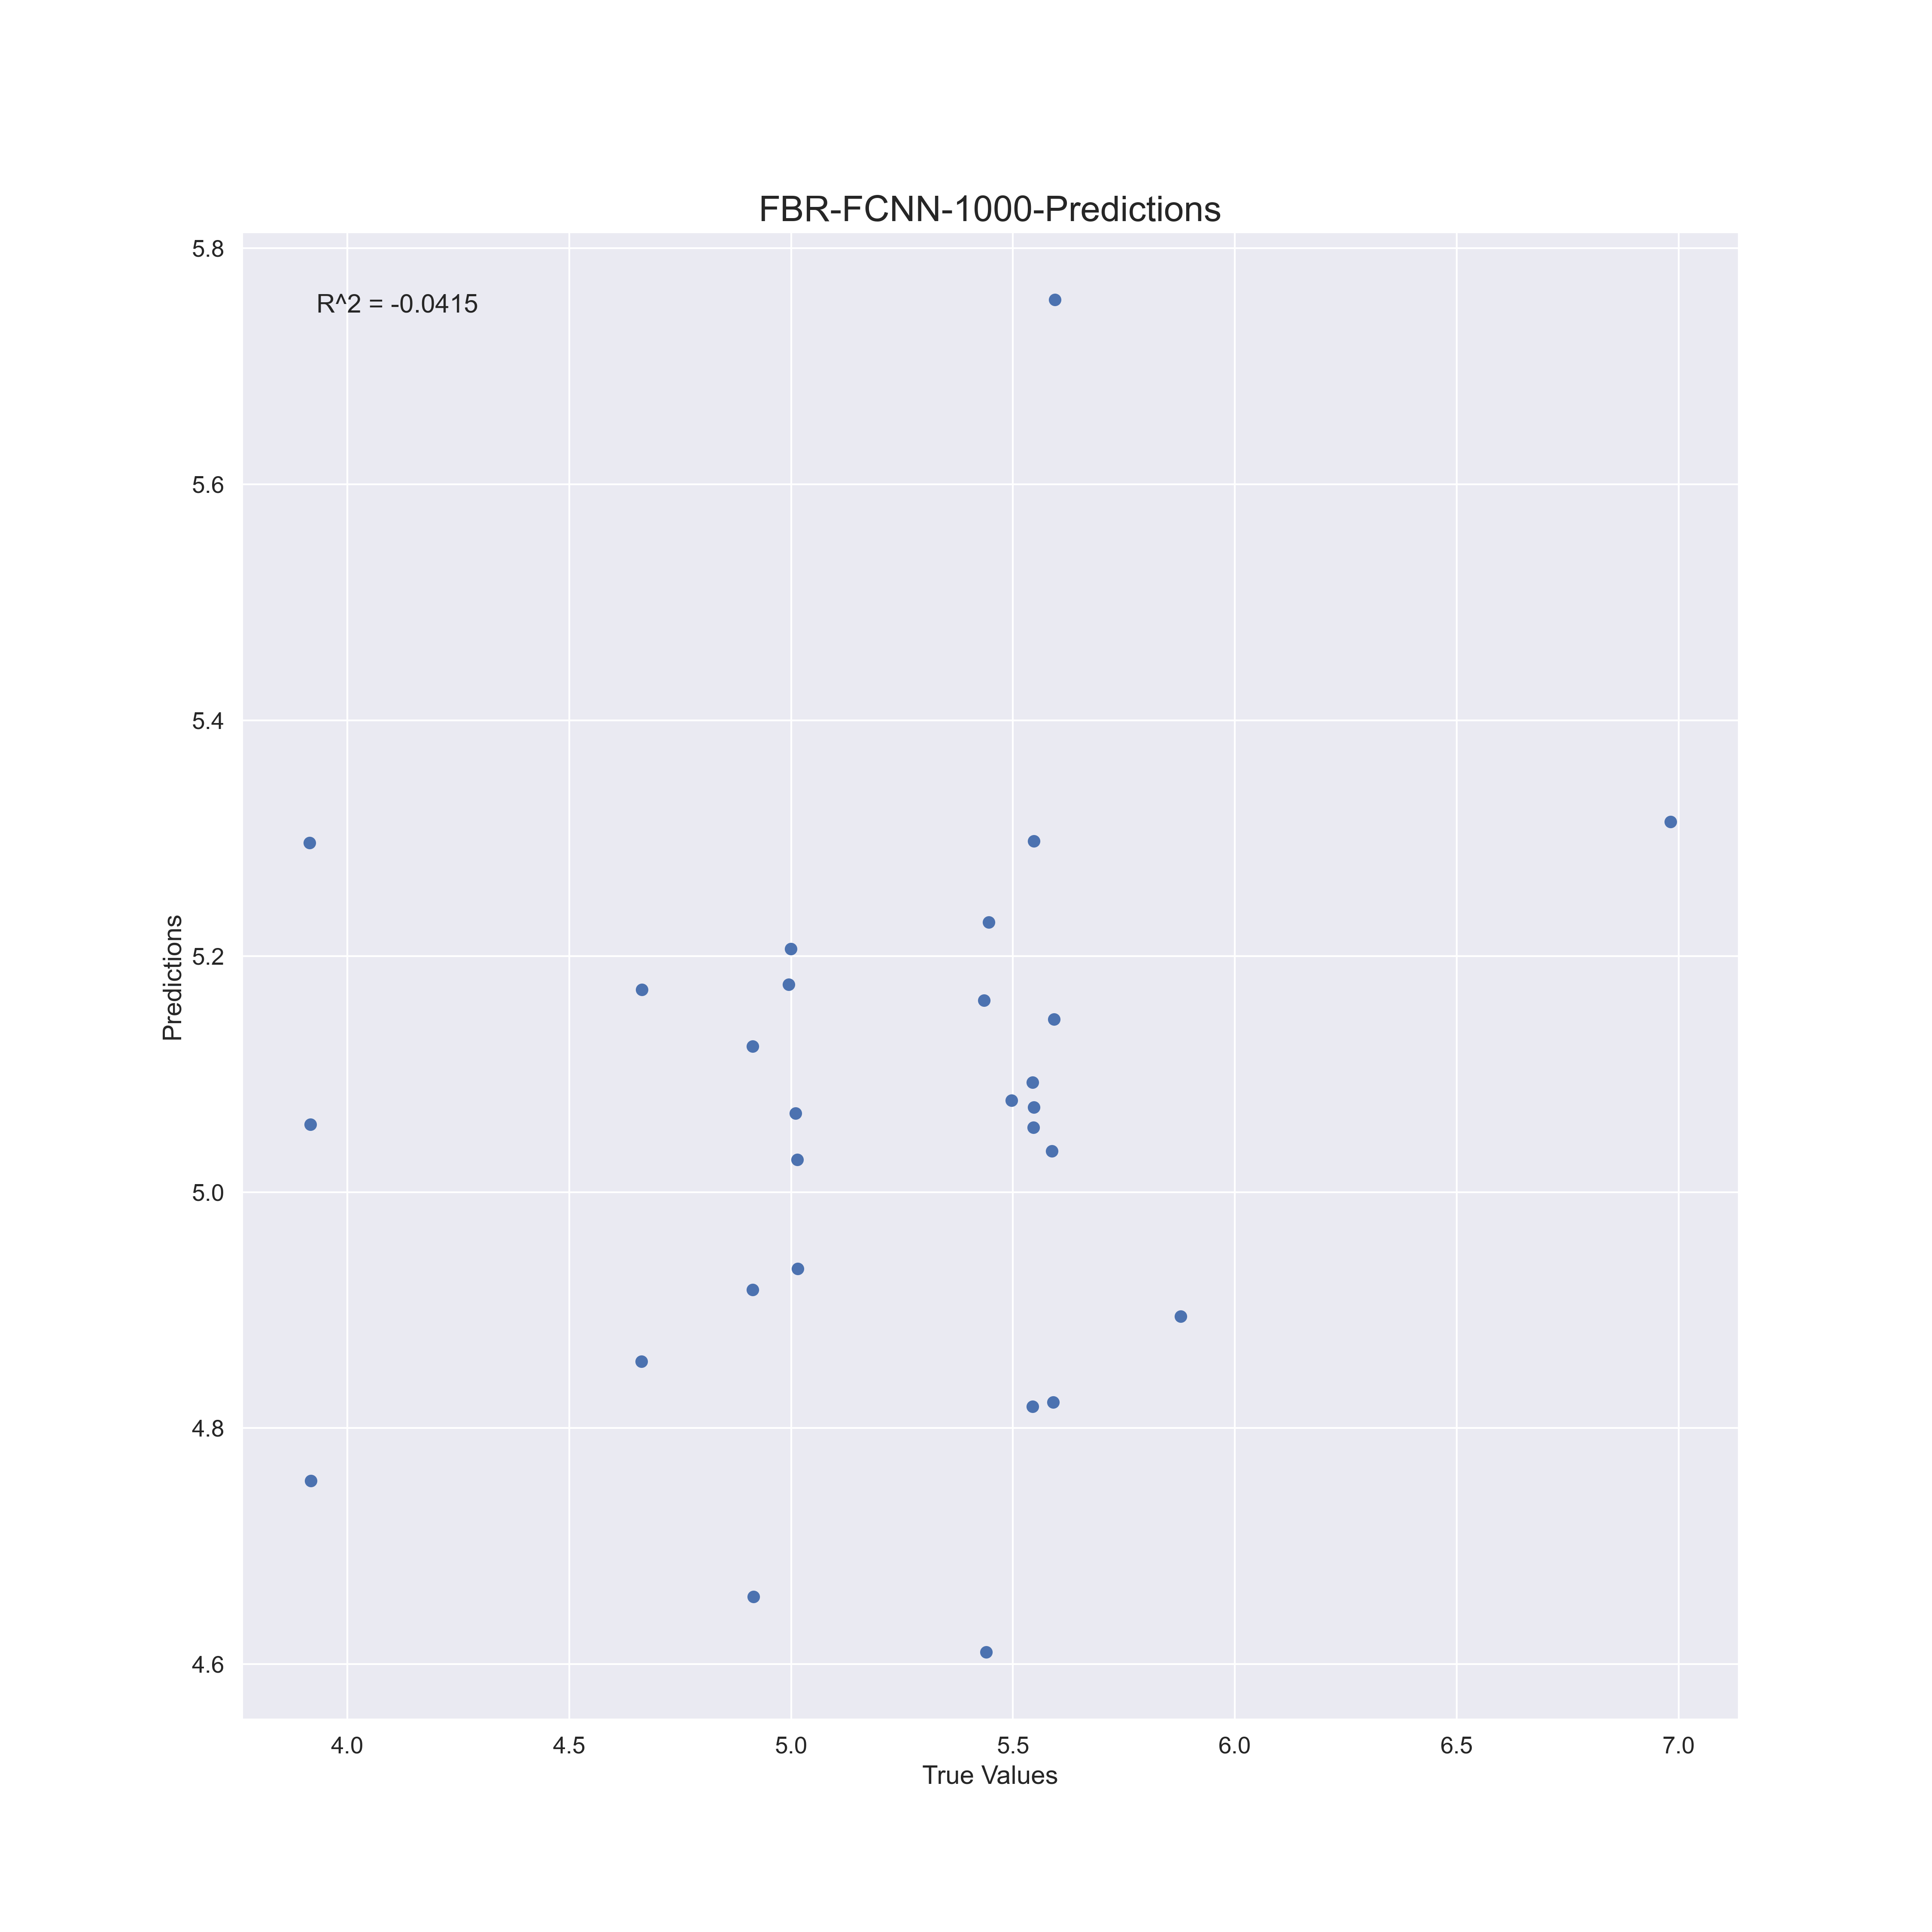 FBR-FCNN-1000-Predictions
R^2 = -0.0415
5.8
5.6
5.4
5.2
5.0
4.8
4.6
Predictions
4.0 4.5 5.0 5.5 6.0 6.5 7.0
True Values